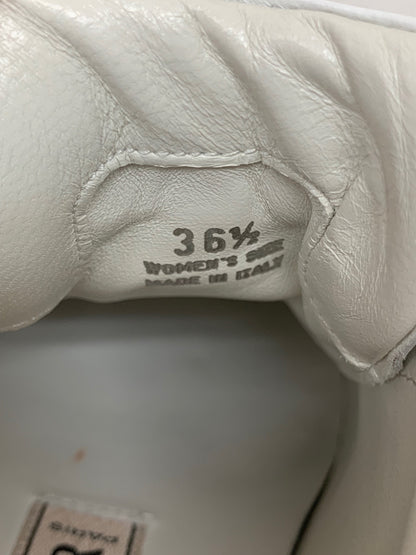 36½
WOMEN'S SIZE
MADE IN ITALY
R